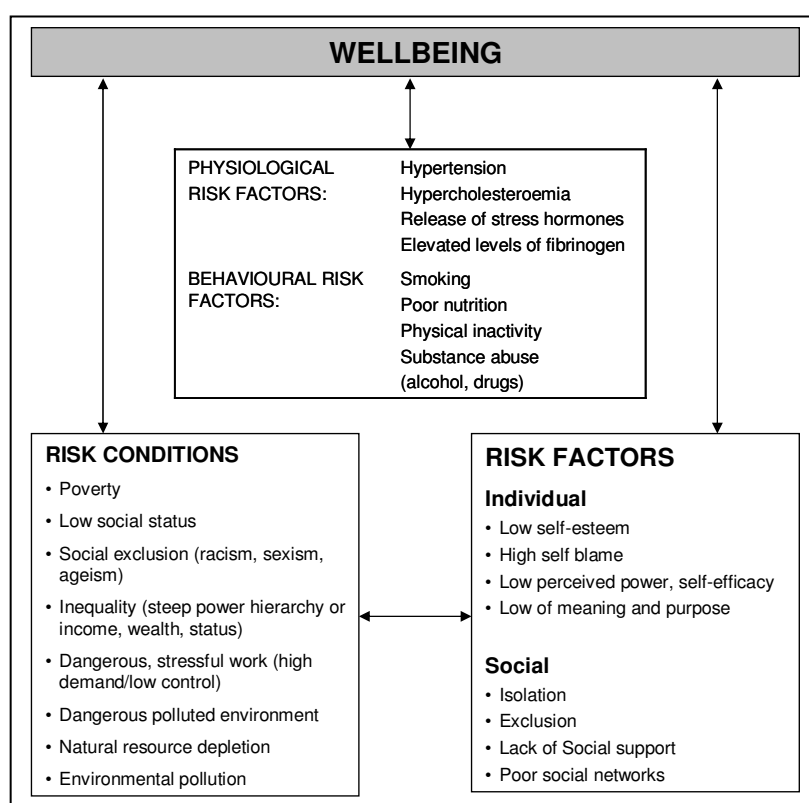 WELLBEING
PHYSIOLOGICAL
RISK FACTORS:
Hypertension
Hypercholesteroemia
Release of stress hormones
Elevated levels of fibrinogen
BEHAVIOURAL RISK
FACTORS:
Smoking
Poor nutrition
Physical inactivity
Substance abuse
(alcohol, drugs)
RISK CONDITIONS
• Poverty
• Low social status
• Social exclusion (racism, sexism,
ageism)
• Inequality (steep power hierarchy or
income, wealth, status)
• Dangerous, stressful work (high
demand/low control)
• Dangerous polluted environment
• Natural resource depletion
• Environmental pollution
RISK FACTORS
Individual
• Low self-esteem
• High self blame
• Low perceived power, self-efficacy
• Low of meaning and purpose
Social
• Isolation
• Exclusion
• Lack of Social support
• Poor social networks